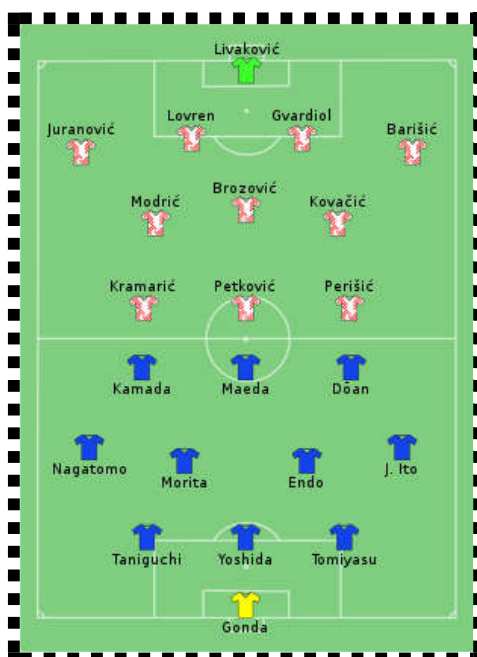 Livaković
Lovren Gvardiol
Juranović Barišić
Brozović
Modrić Kovačić
Kramarić Petković Perišić
Kamada Maeda Dōan
Nagatomo J. Ito
Morita Endo
Taniguchi Yoshida Tomiyasu
Gonda